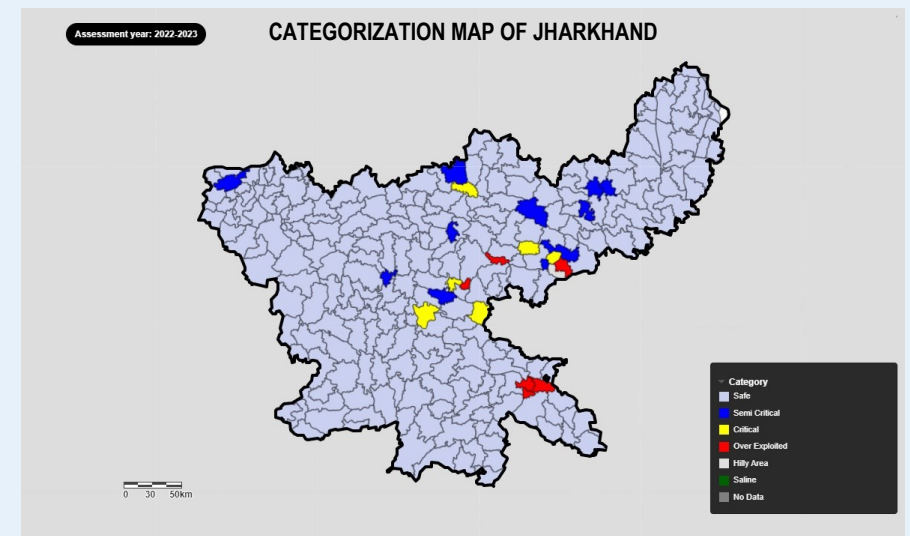 Assessment year: 2022-2023
CATEGORIZATION MAP OF JHARKHAND
Category
Safe
Semi Critical
Critical
Over Exploited
Hilly Area
Saline
No Data
0 30 50km